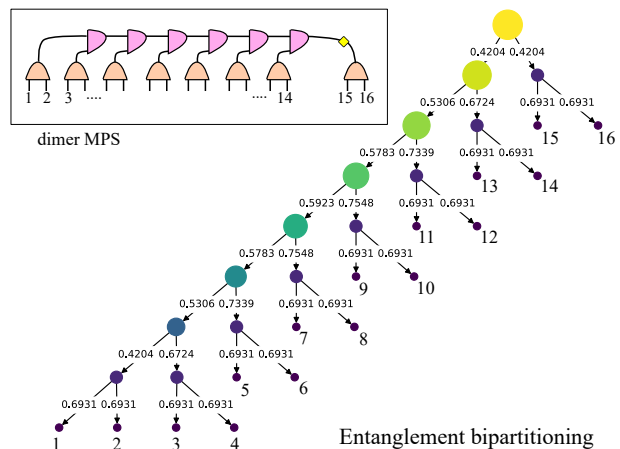 1 2 3 .... .... 14 15 16
dimer MPS
0.4204 0.4204
0.5306 0.6724 0.6931 0.6931
15 16
0.5783 0.7339 0.6931 0.6931
13 14
0.5923 0.7548 0.6931 0.6931
11 12
0.5783 0.7548 0.6931 0.6931
9 10
0.5306 0.7339 0.6931 0.6931
7 8
0.4204 0.6724 0.6931 0.6931
5 6
0.6931 0.6931 0.6931 0.6931
1 2 3 4
Entanglement bipartitioning